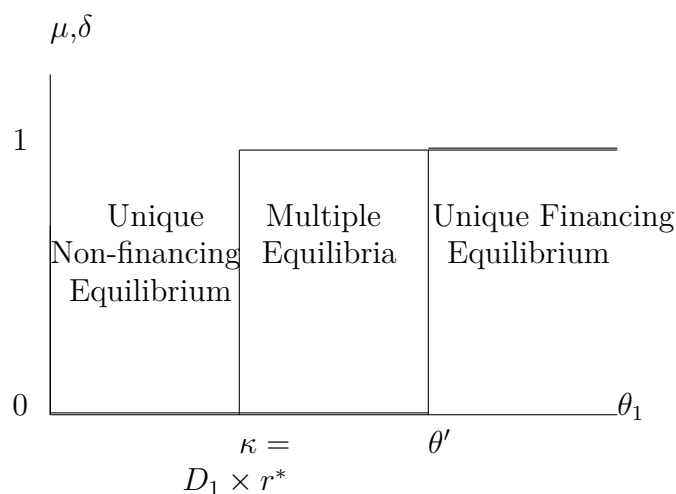 μ,δ
1
Unique Multiple Unique Financing
Non-financing Equilibria Equilibrium
Equilibrium
0 θ₁
κ = θ′
D₁ × r*